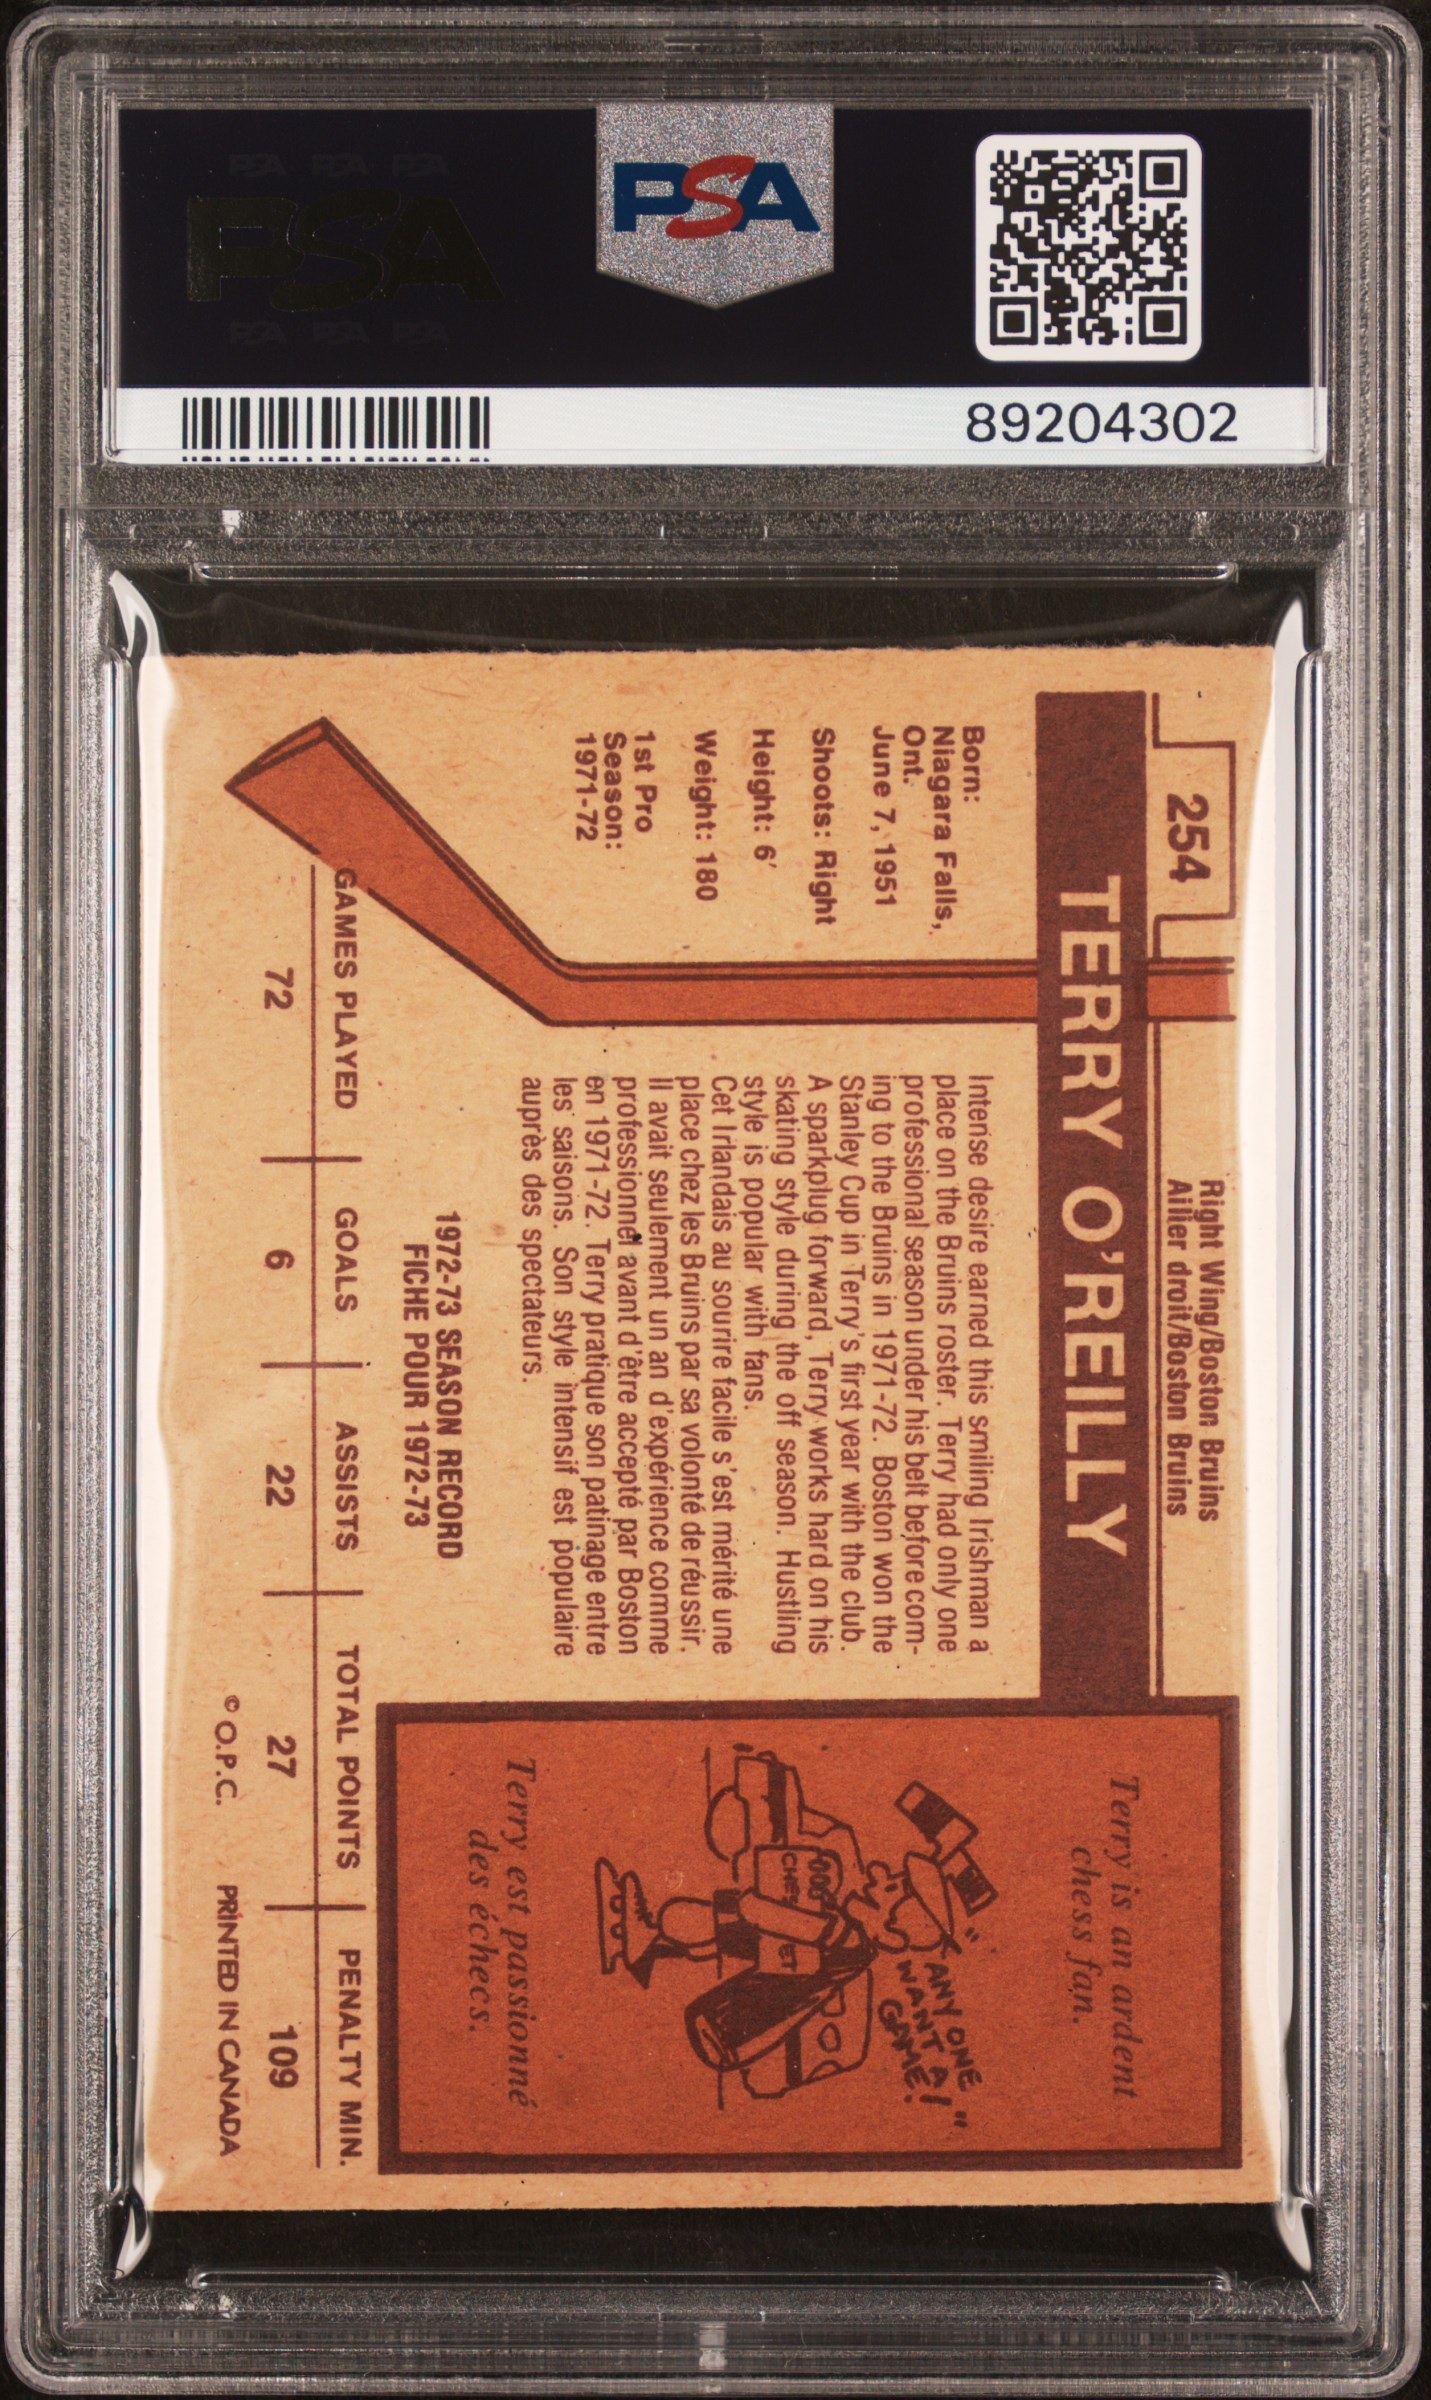 PSA PSA PSA
PSA
PSA PSA PSA
PSA
89204302
254
Right Wing/Boston Bruins
Ailier droit/Boston Bruins
TERRY O'REILLY
Born:
Niagara Falls,
Ont.
June 7, 1951
Shoots: Right
Height: 6'
Weight: 180
1st Pro
Season:
1971-72
Intense desire earned this smiling Irishman a
place on the Bruins roster. Terry had only one
professional season under his belt before com-
ing to the Bruins in 1971-72. Boston won the
Stanley Cup in Terry's first year with the club.
A sparkplug forward, Terry works hard on his
skating style during the off season. Hustling
style is popular with fans.
Cet Irlandais au sourire facile s'est mérité une
place chez les Bruins par sa volonté de réussir.
Il avait seulement un an d'expérience comme
professionnel avant d'être accepté par Boston
en 1971-72. Terry pratique son patinage entre
les saisons. Son style intensif est populaire
auprès des spectateurs.
1972-73 SEASON RECORD
FICHE POUR 1972-73
GAMES PLAYED GOALS ASSISTS TOTAL POINTS PENALTY MIN.
72 6 22 27 109
© O.P.C. PRINTED IN CANADA
Terry is an ardent
chess fan.
"ANYONE
WANT A
GAME!"
Terry est passionné
des échecs.